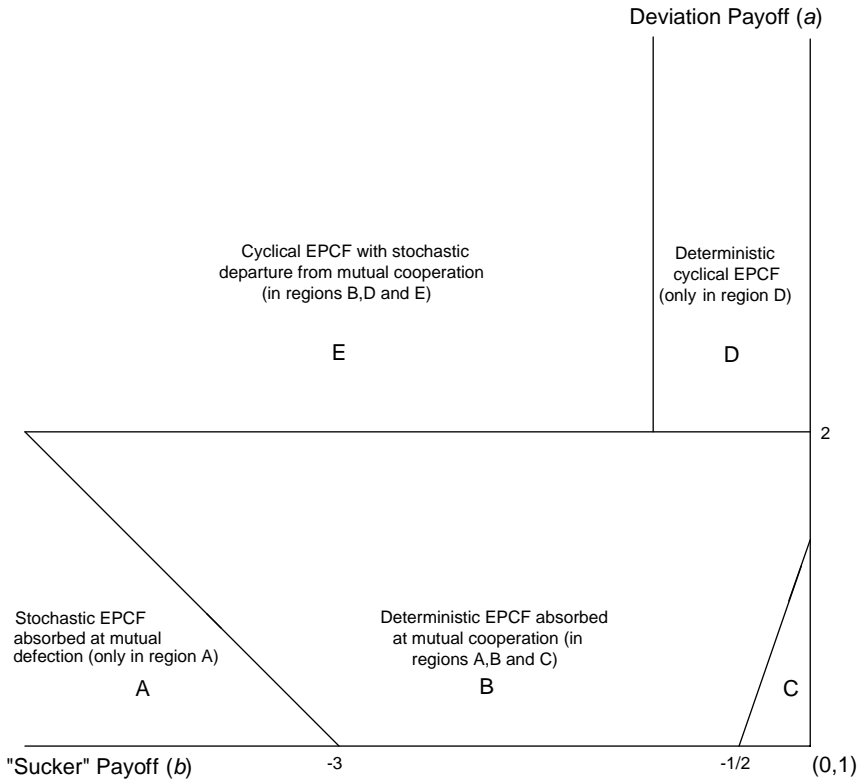 Deviation Payoff (a)
Cyclical EPCF with stochastic
departure from mutual cooperation
(in regions B,D and E)
Deterministic
cyclical EPCF
(only in region D)
E
D
2
Stochastic EPCF
absorbed at mutual
defection (only in region A)
Deterministic EPCF absorbed
at mutual cooperation (in
regions A,B and C)
A
B
C
"Sucker" Payoff (b)
-3
-1/2
(0,1)